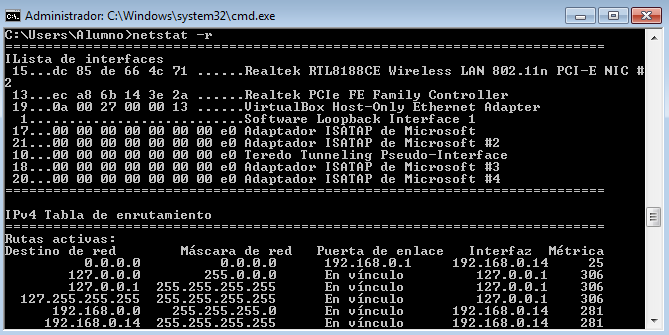 Administrador: C:\Windows\system32\cmd.exe
C:\Users\Alumno>netstat -r
===========================================================================
ILista de interfaces
 15...dc 85 de 66 4c 71 ......Realtek RTL8188CE Wireless LAN 802.11n PCI-E NIC #
2
 13...ec a8 6b 14 3e 2a ......Realtek PCIe FE Family Controller
 19...0a 00 27 00 00 13 ......VirtualBox Host-Only Ethernet Adapter
  1...........................Software Loopback Interface 1
 17...00 00 00 00 00 00 00 e0 Adaptador ISATAP de Microsoft
 21...00 00 00 00 00 00 00 e0 Adaptador ISATAP de Microsoft #2
 10...00 00 00 00 00 00 00 e0 Teredo Tunneling Pseudo-Interface
 18...00 00 00 00 00 00 00 e0 Adaptador ISATAP de Microsoft #3
 20...00 00 00 00 00 00 00 e0 Adaptador ISATAP de Microsoft #4
===========================================================================
IPv4 Tabla de enrutamiento
===========================================================================
Rutas activas:
Destino de red        Máscara de red   Puerta de enlace   Interfaz  Métrica
          0.0.0.0          0.0.0.0      192.168.0.1     192.168.0.14     25
        127.0.0.0        255.0.0.0      En vínculo         127.0.0.1    306
        127.0.0.1  255.255.255.255      En vínculo         127.0.0.1    306
  127.255.255.255  255.255.255.255      En vínculo         127.0.0.1    306
      192.168.0.0    255.255.255.0      En vínculo      192.168.0.14    281
     192.168.0.14  255.255.255.255      En vínculo      192.168.0.14    281